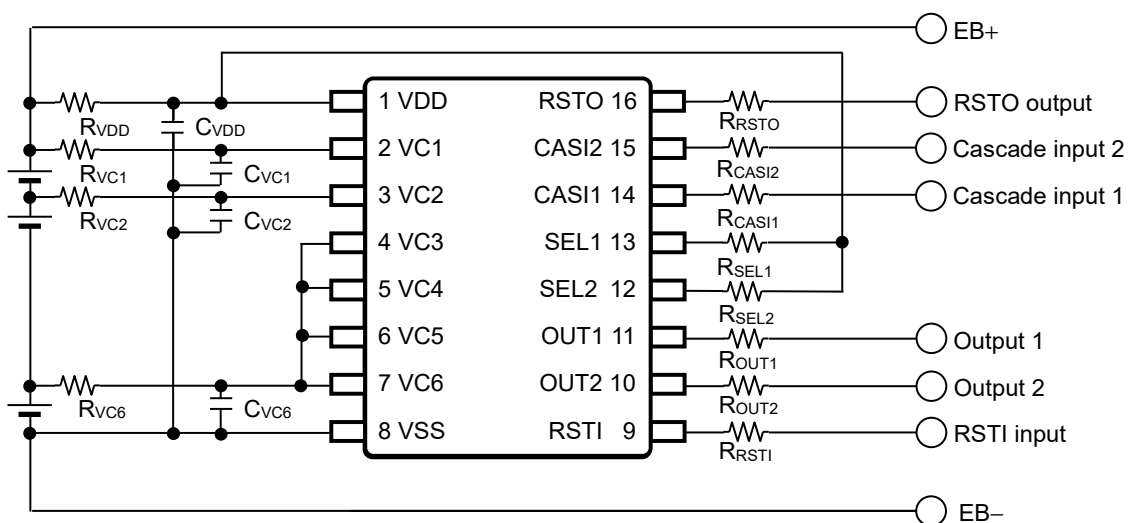 EB+
1 VDD RSTO 16 RSTO output
RVDD CVDD RRSTO
2 VC1 CASI2 15 Cascade input 2
RVC1 CVC1 RCASI2
3 VC2 CASI1 14 Cascade input 1
RVC2 CVC2 RCASI1
4 VC3 SEL1 13
RSEL1
5 VC4 SEL2 12
RSEL2
6 VC5 OUT1 11 Output 1
ROUT1
7 VC6 OUT2 10 Output 2
RVC6 CVC6 ROUT2
8 VSS RSTI 9 RSTI input
RRSTI
EB−